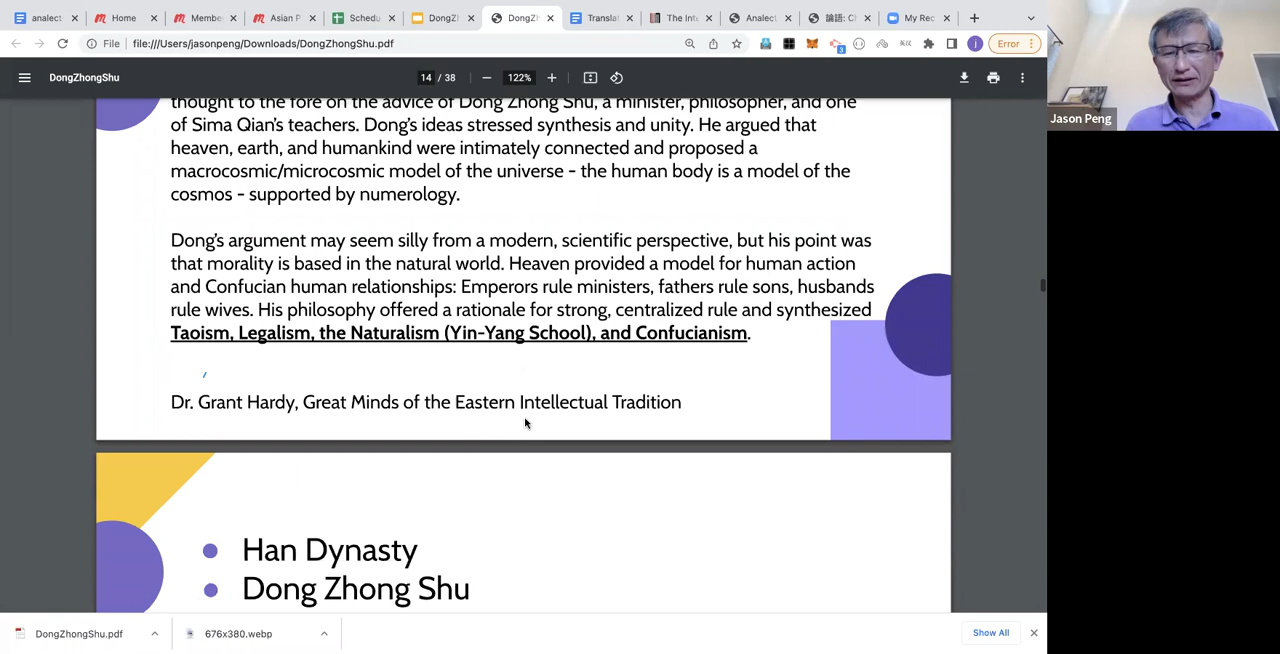 analect
Home
Membe
Asian P
Schedu
DongZh
DongZh
Transla
The Int
Analect
論語: Ch
My Rec
File
file:///Users/jasonpeng/Downloads/DongZhongShu.pdf
3
j
Error
DongZhongShu
14 / 38
122%
thought to the fore on the advice of Dong Zhong Shu, a minister, philosopher, and one
of Sima Qian's teachers. Dong's ideas stressed synthesis and unity. He argued that
heaven, earth, and humankind were intimately connected and proposed a
macrocosmic/microcosmic model of the universe - the human body is a model of the
cosmos - supported by numerology.
Dong's argument may seem silly from a modern, scientific perspective, but his point was
that morality is based in the natural world. Heaven provided a model for human action
and Confucian human relationships: Emperors rule ministers, fathers rule sons, husbands
rule wives. His philosophy offered a rationale for strong, centralized rule and synthesized
Taoism, Legalism, the Naturalism (Yin-Yang School), and Confucianism.
Dr. Grant Hardy, Great Minds of the Eastern Intellectual Tradition
Han Dynasty
Dong Zhong Shu
DongZhongShu.pdf
676x380.webp
Show All
Jason Peng